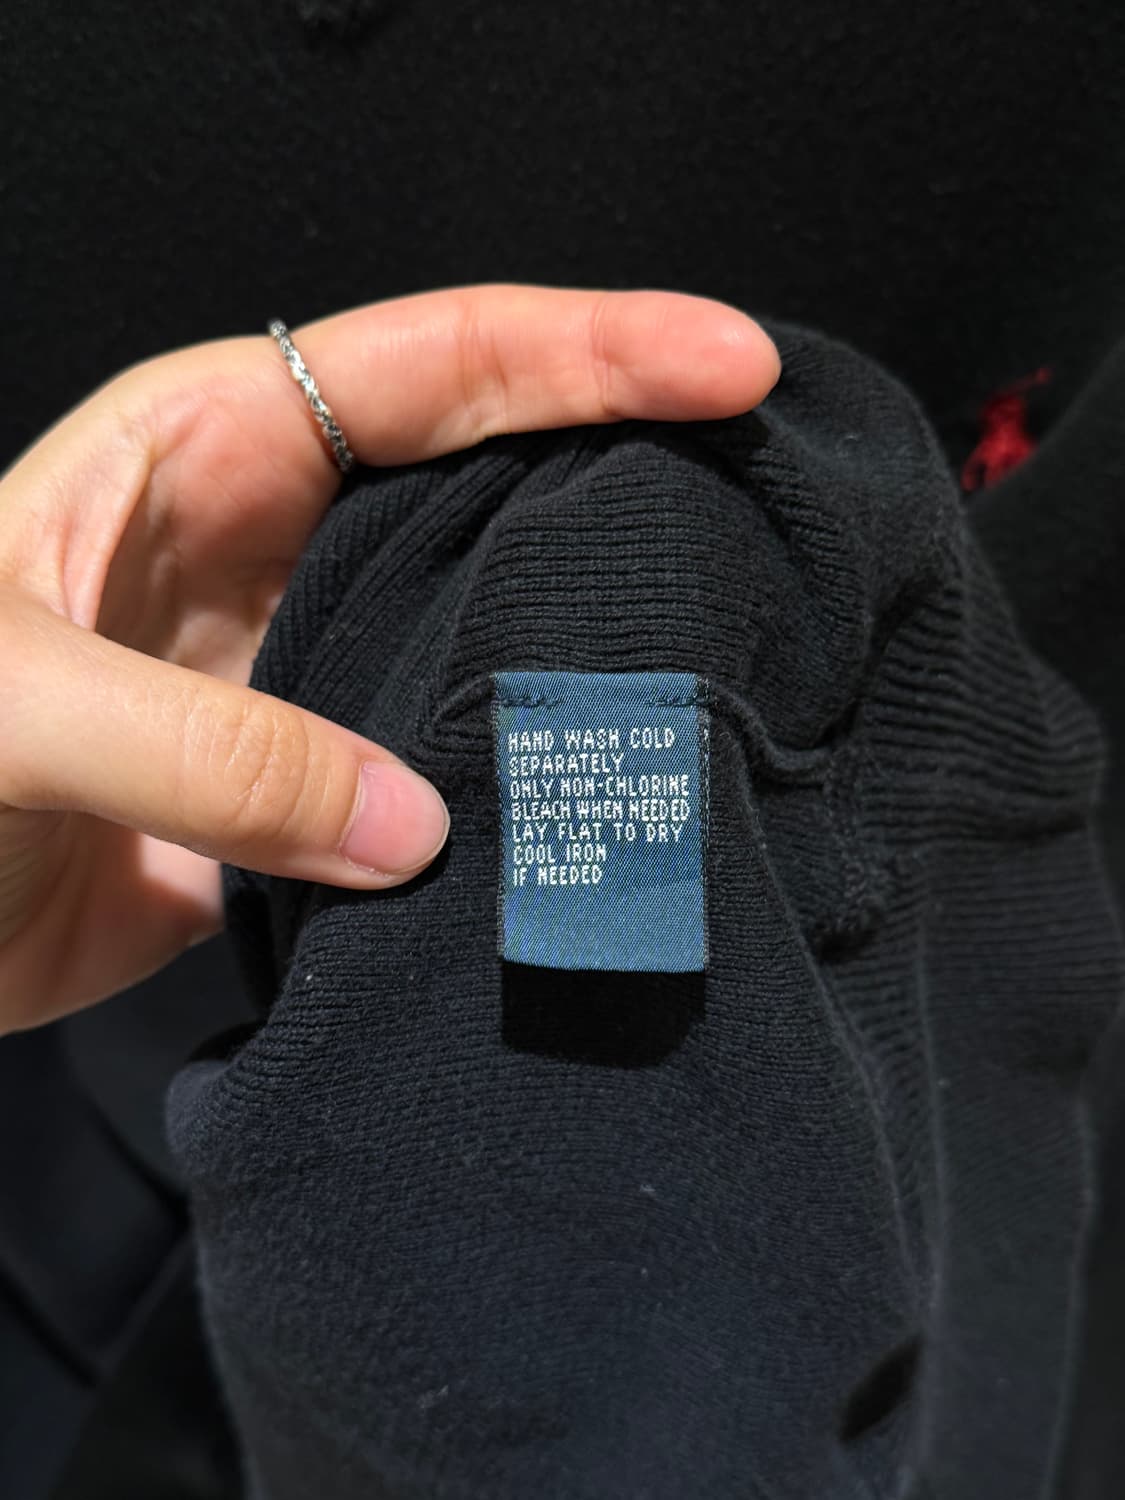 HAND WASH COLD
SEPARATELY
ONLY NON-CHLORINE
BLEACH WHEN NEEDED
LAY FLAT TO DRY
COOL IRON
IF NEEDED